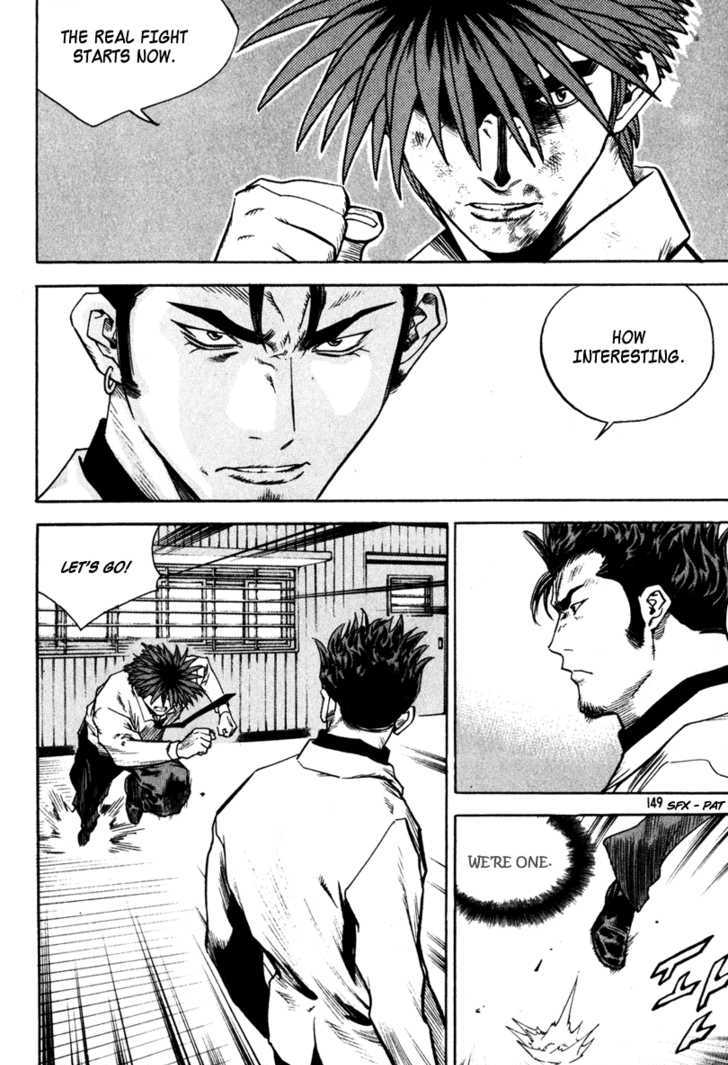 THE REAL FIGHT
STARTS NOW.
HOW
INTERESTING.
LET'S GO!
149 SFX - PAT
WE'RE ONE.